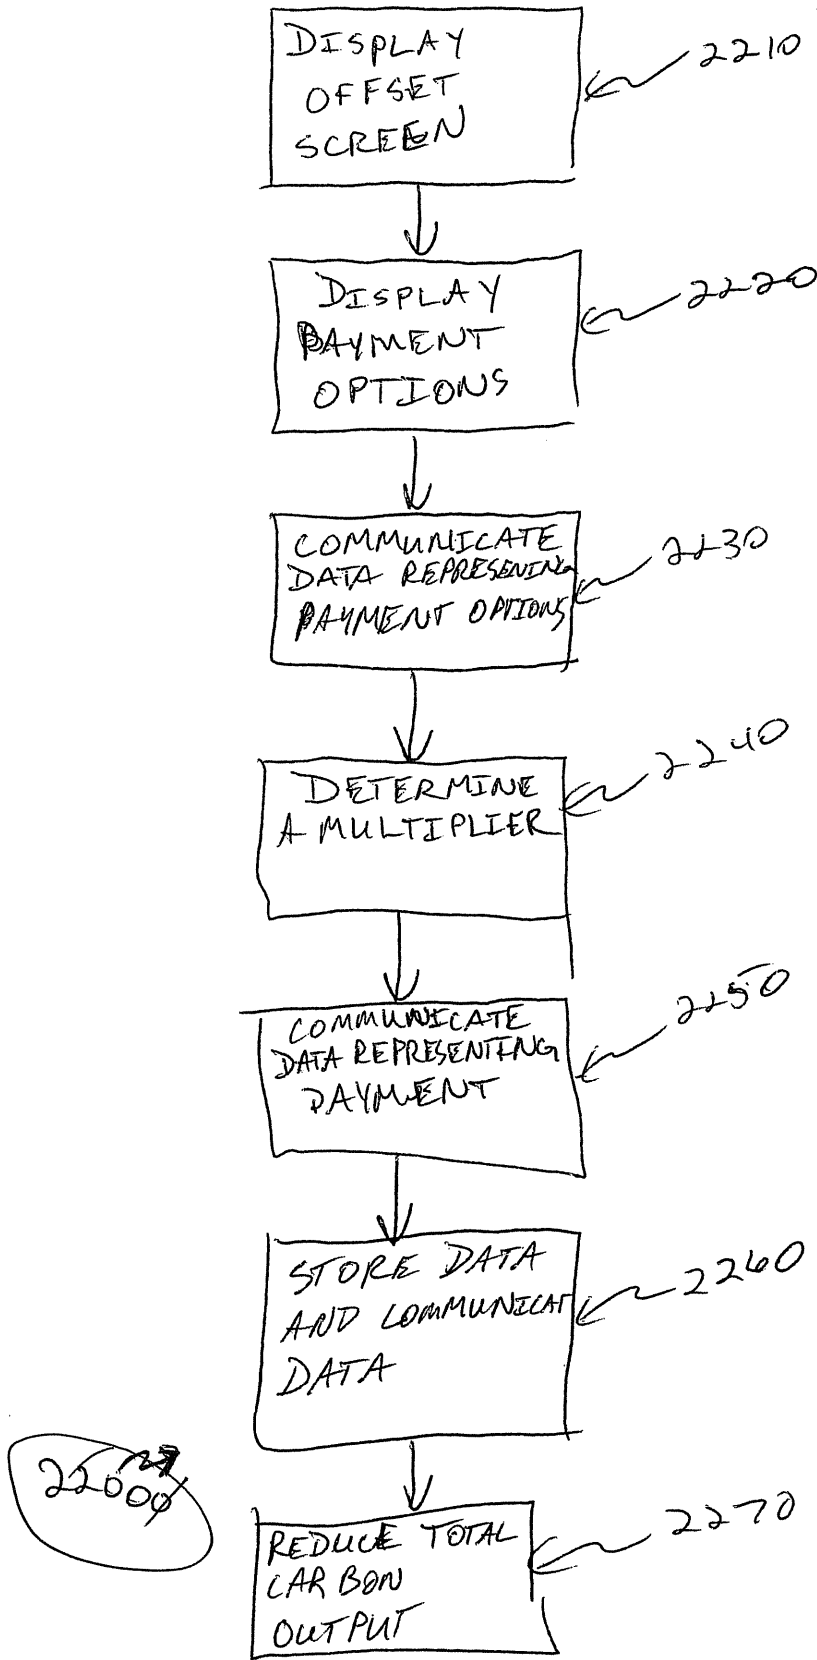 DISPLAY
OFFSET
SCREEN
2210
DISPLAY
PAYMENT
OPTIONS
2220
COMMUNICATE
DATA REPRESENING
PAYMENT OPTIONS
2230
DETERMINE
A MULTIPLIER
2240
COMMUNICATE
DATA REPRESENTING
PAYMENT
2250
STORE DATA
AND COMMUNICAT
DATA
2260
2200
REDUCE TOTAL
CARBON
OUTPUT
2270